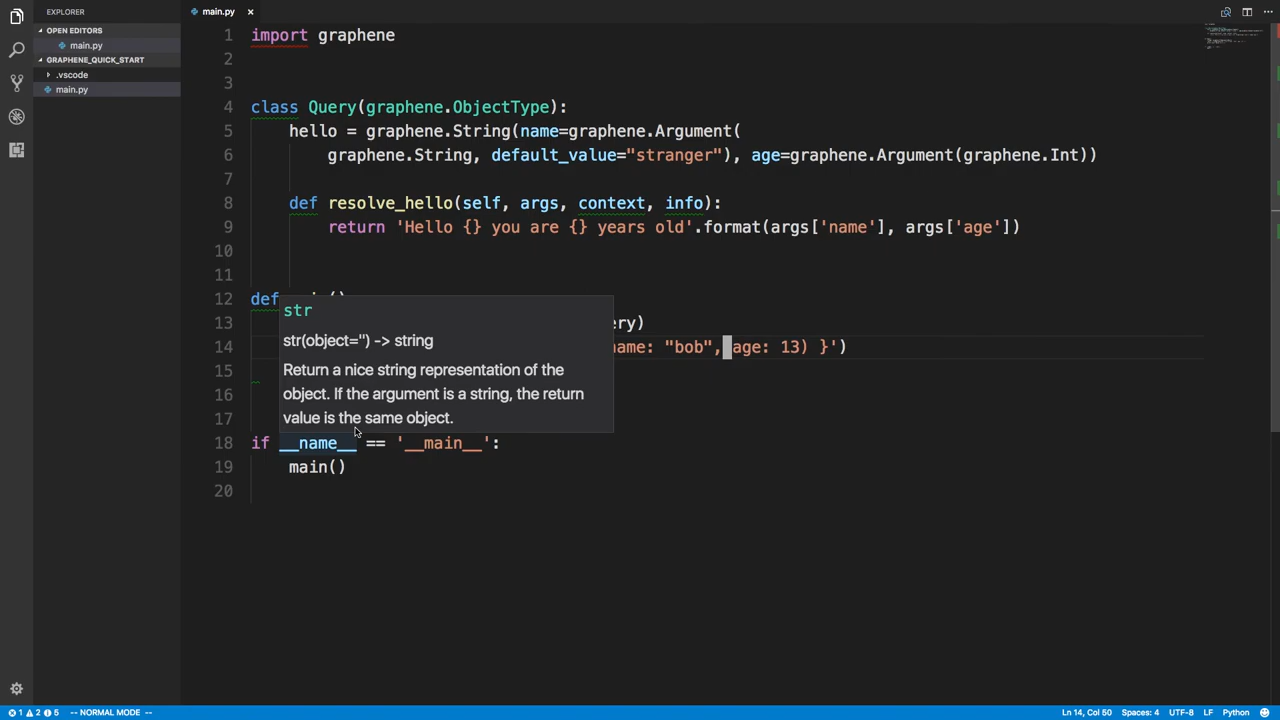 EXPLORER
OPEN EDITORS
main.py
GRAPHENE_QUICK_START
.vscode
main.py
main.py
1 import graphene
2
3
4 class Query(graphene.ObjectType):
5 hello = graphene.String(name=graphene.Argument(
6 graphene.String, default_value="stranger"), age=graphene.Argument(graphene.Int))
7
8 def resolve_hello(self, args, context, info):
9 return 'Hello {} you are {} years old'.format(args['name'], args['age'])
10
11
12 def
13 ery)
14 name: "bob", age: 13) }')
15
16
17
18 if __name__ == '__main__':
19 main()
20
str
str(object='') -> string
Return a nice string representation of the
object. If the argument is a string, the return
value is the same object.
1 2 5 -- NORMAL MODE --
Ln 14, Col 50 Spaces: 4 UTF-8 LF Python